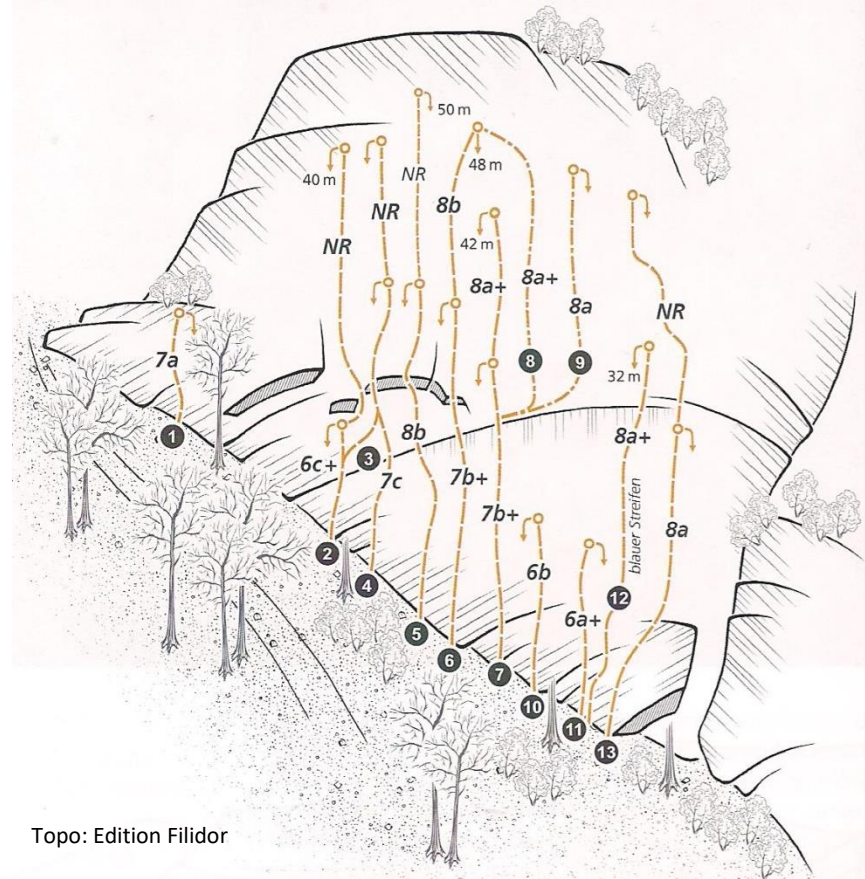 50 m
48 m
40 m
NR
NR
NR
8b
42 m
8a+
8a+
8a
NR
7a
8
9
32 m
1
6c+
3
8b
8a+
7c
7b+
7b+
blauer Streifen
8a
2
4
6b
12
6a+
5
6
7
10
11
13
Topo: Edition Filidor